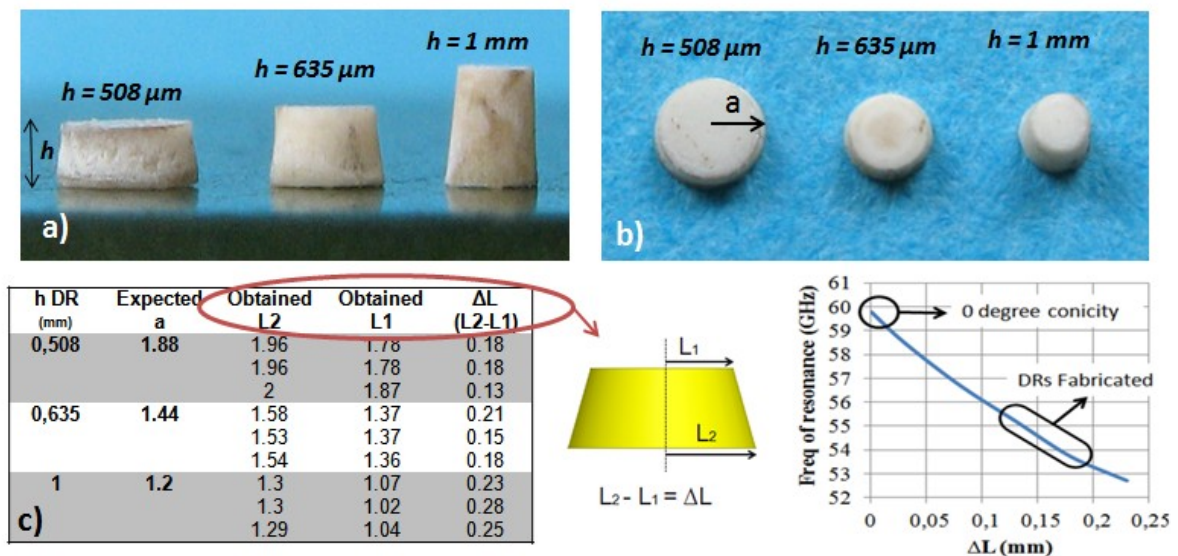 h = 508 µm
h = 635 µm
h = 1 mm
h
a)
h = 508 µm
h = 635 µm
h = 1 mm
a
b)
h DR Expected Obtained Obtained ΔL
(mm) a L2 L1 (L2-L1)
0,508 1.88 1.96 1.78 0.18
1.96 1.78 0.18
2 1.87 0.13
0,635 1.44 1.58 1.37 0.21
1.53 1.37 0.15
1.54 1.36 0.18
1 1.2 1.3 1.07 0.23
1.3 1.02 0.28
1.29 1.04 0.25
c)
L1
L2
L2 - L1 = ΔL
Freq of resonance (GHz)
61
60
59
58
57
56
55
54
53
52
0 degree conicity
DRs Fabricated
0 0,05 0,1 0,15 0,2 0,25
ΔL (mm)